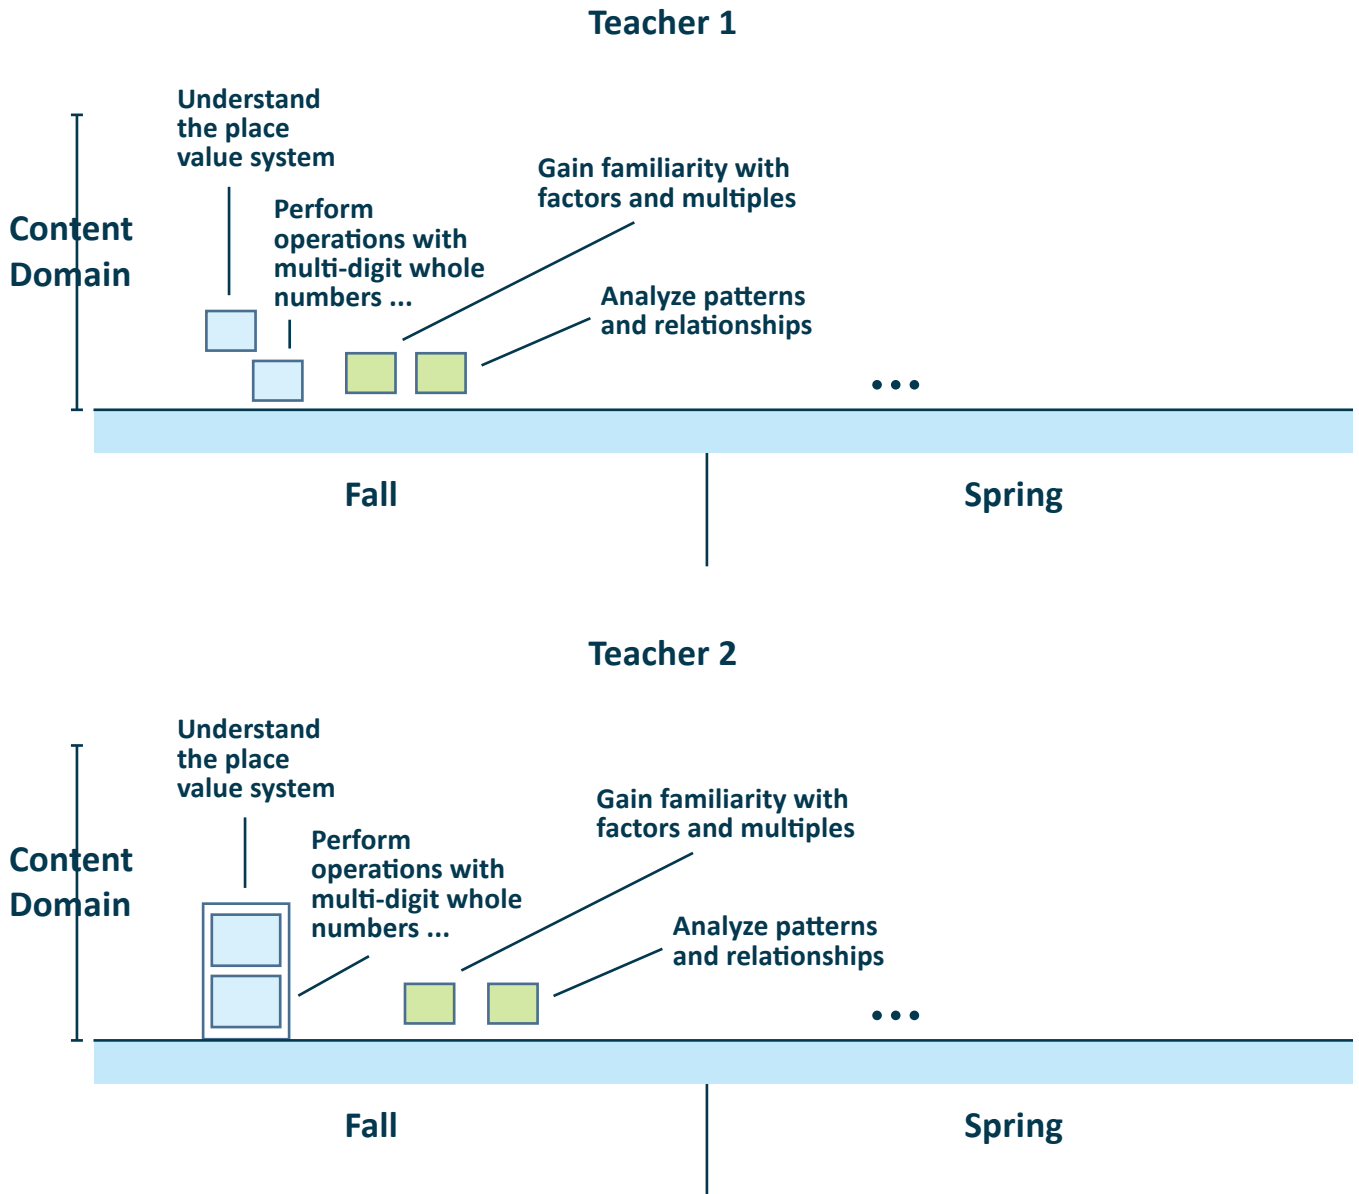 Teacher 1
Understand
the place
value system
Gain familiarity with
factors and multiples
Perform
operations with
multi-digit whole
numbers ...
Content
Domain
Analyze patterns
and relationships
...
Fall
Spring
Teacher 2
Understand
the place
value system
Gain familiarity with
factors and multiples
Perform
operations with
multi-digit whole
numbers ...
Content
Domain
Analyze patterns
and relationships
...
Fall
Spring